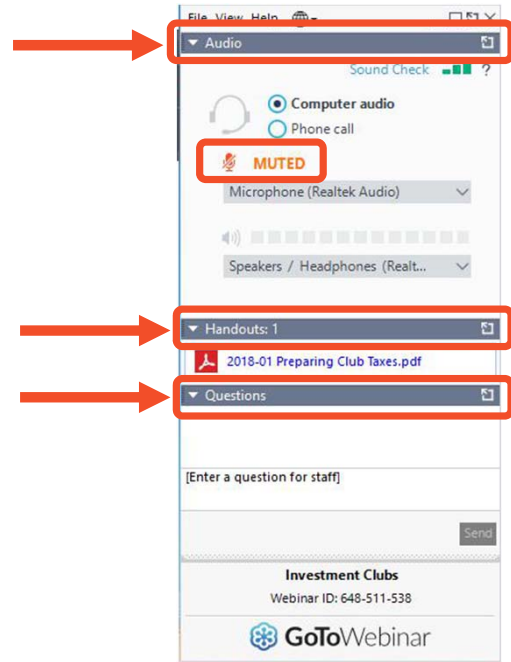 File View Help
Audio
Sound Check ?
Computer audio
Phone call
MUTED
Microphone (Realtek Audio)
Speakers / Headphones (Realt...
Handouts: 1
2018-01 Preparing Club Taxes.pdf
Questions
[Enter a question for staff]
Send
Investment Clubs
Webinar ID: 648-511-538
GoToWebinar